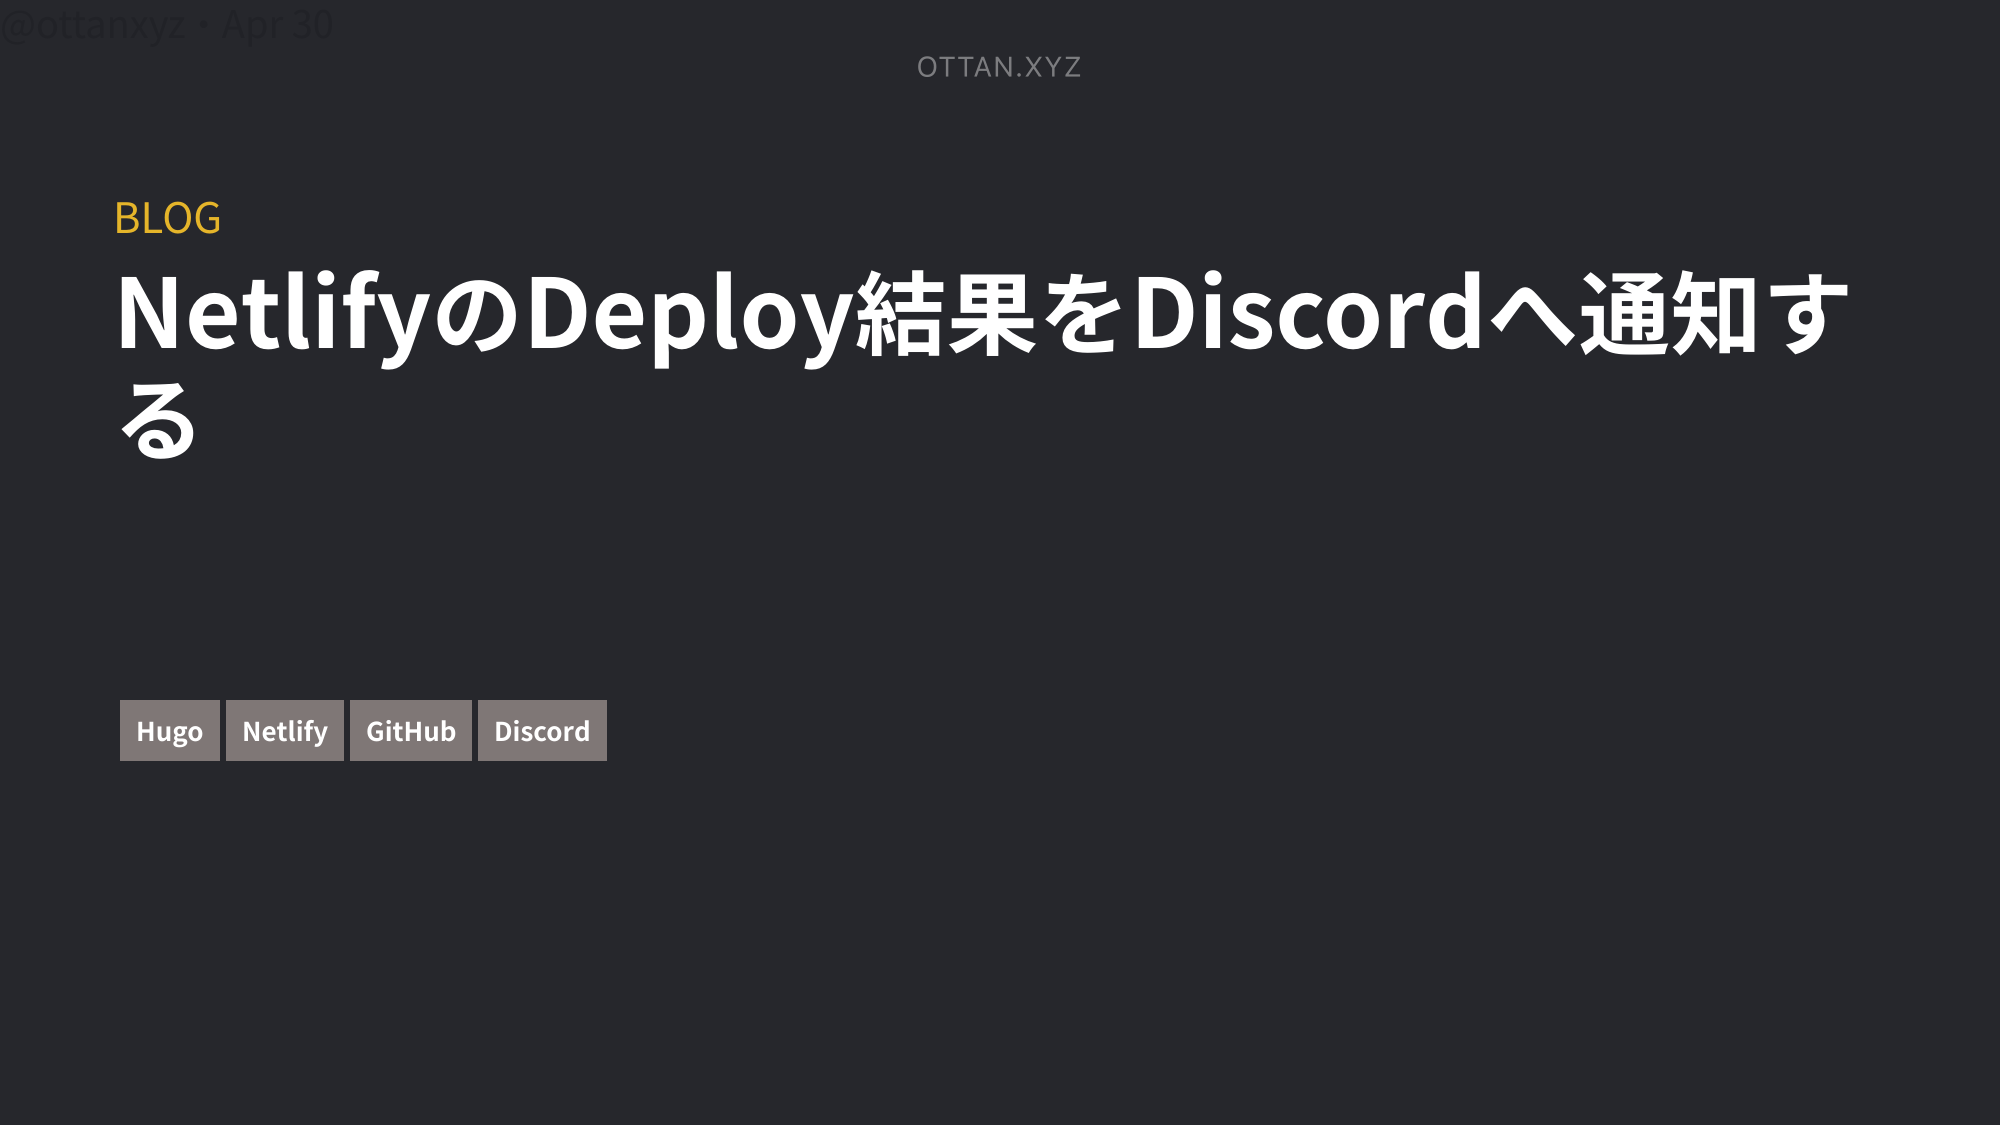 @ottanxyz・Apr 30
OTTAN.XYZ
BLOG
NetlifyのDeploy結果をDiscordへ通知す
る
Hugo Netlify GitHub Discord